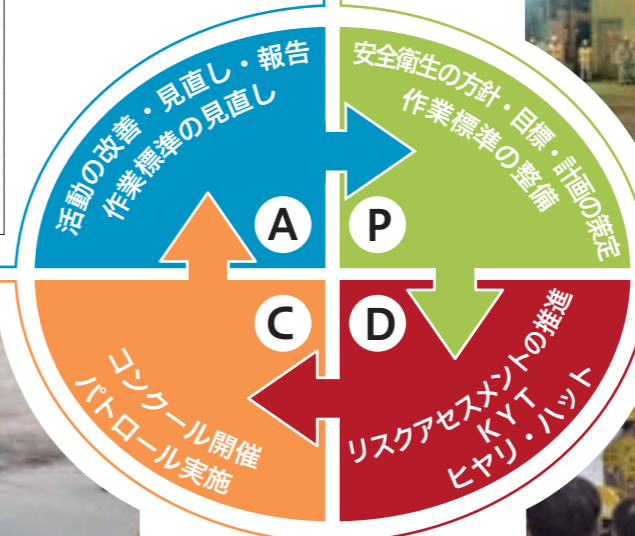 活動の改善・見直し・報告
作業標準の見直し
A
安全衛生の方針・目標・計画の策定
作業標準の整備
P
C
コンクール開催
パトロール実施
D
リスクアセスメントの推進
KYT
ヒヤリ・ハット